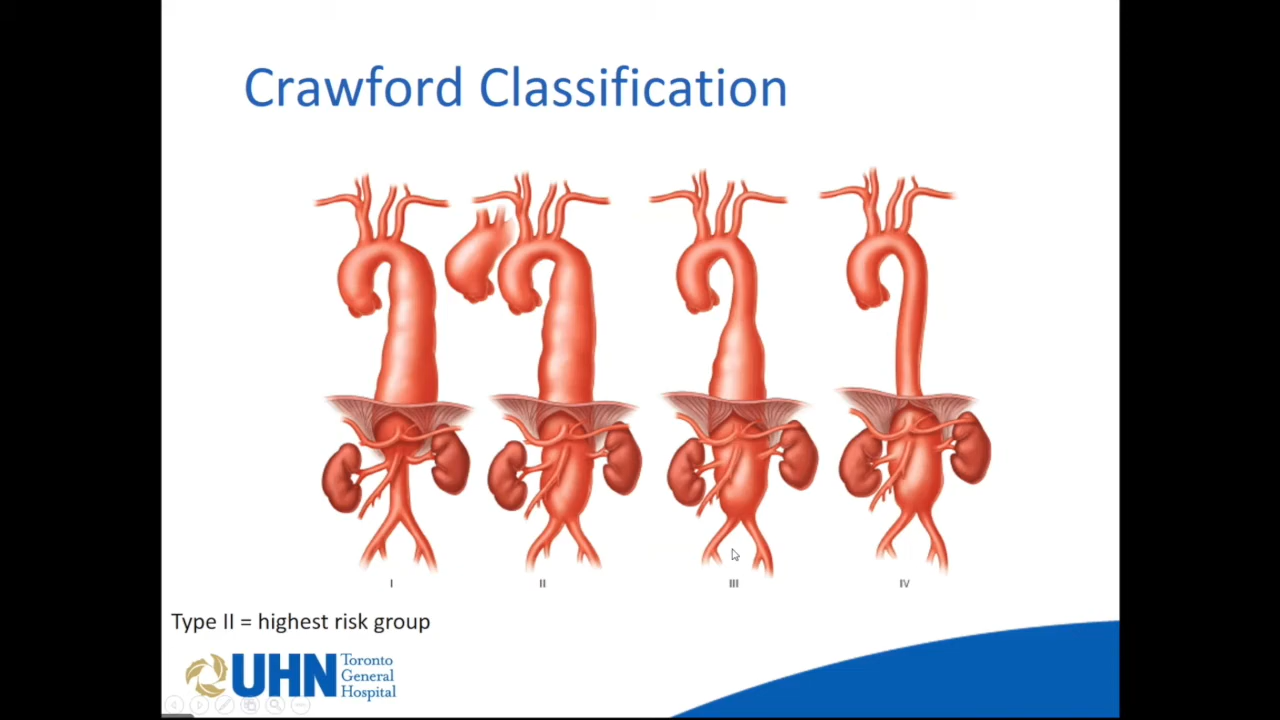 Crawford Classification
I II III IV
Type II = highest risk group
UHN Toronto
General
Hospital